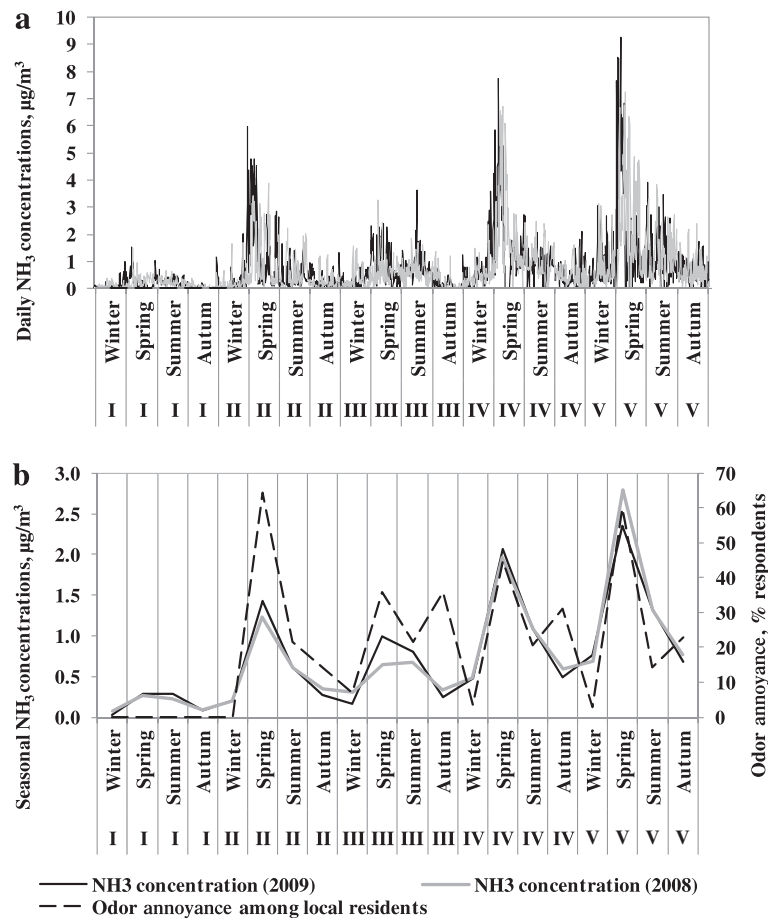 a
Daily NH3 concentrations, μg/m3
10
9
8
7
6
5
4
3
2
1
0
Winter Spring Summer Autum Winter Spring Summer Autum Winter Spring Summer Autum Winter Spring Summer Autum Winter Spring Summer Autum
I I I I II II II II III III III III IV IV IV IV V V V V
b
Seasonal NH3 concentrations, μg/m3
3.0
2.5
2.0
1.5
1.0
0.5
0.0
70
60
50
40
30
20
10
0
Odor annoyance, % respondents
Winter Spring Summer Autum Winter Spring Summer Autum Winter Spring Summer Autum Winter Spring Summer Autum Winter Spring Summer Autum
I I I I II II II II III III III III IV IV IV IV V V V V
NH3 concentration (2009) NH3 concentration (2008)
Odor annoyance among local residents